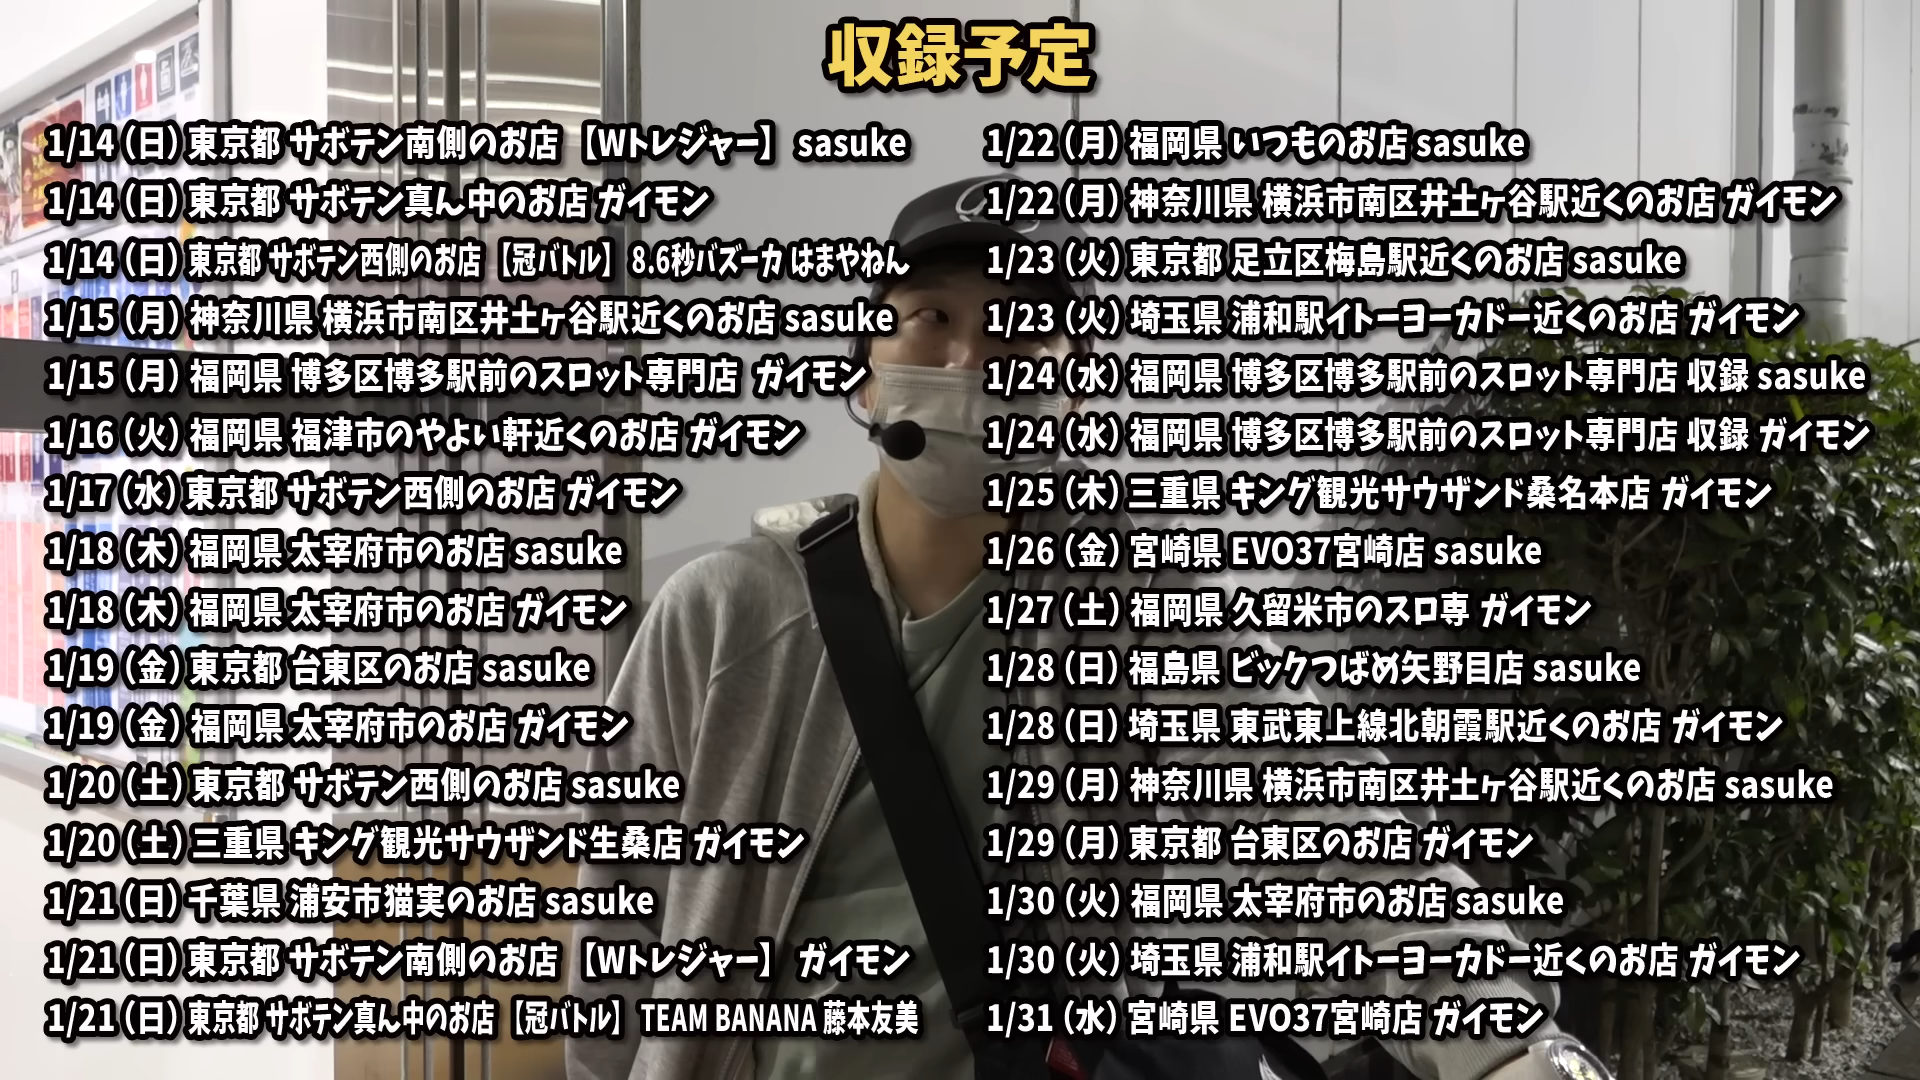 収録予定
1/14（日）東京都 サボテン南側のお店 【Wトレジャー】 sasuke
1/14（日）東京都 サボテン真ん中のお店 ガイモン
1/14（日）東京都 サボテン西側のお店【冠バトル】 8.6秒バズーカ はまやねん
1/15（月）神奈川県 横浜市南区井土ヶ谷駅近くのお店 sasuke
1/15（月）福岡県 博多区博多駅前のスロット専門店 ガイモン
1/16（火）福岡県 福津市のやよい軒近くのお店 ガイモン
1/17（水）東京都 サボテン西側のお店 ガイモン
1/18（木）福岡県 太宰府市のお店 sasuke
1/18（木）福岡県 太宰府市のお店 ガイモン
1/19（金）東京都 台東区のお店 sasuke
1/19（金）福岡県 太宰府市のお店 ガイモン
1/20（土）東京都 サボテン西側のお店 sasuke
1/20（土）三重県 キング観光サウザンド生桑店 ガイモン
1/21（日）千葉県 浦安市猫実のお店 sasuke
1/21（日）東京都 サボテン南側のお店 【Wトレジャー】 ガイモン
1/21（日）東京都 サボテン真ん中のお店【冠バトル】 TEAM BANANA 藤本友美
1/22（月）福岡県 いつものお店 sasuke
1/22（月）神奈川県 横浜市南区井土ヶ谷駅近くのお店 ガイモン
1/23（火）東京都 足立区梅島駅近くのお店 sasuke
1/23（火）埼玉県 浦和駅イトーヨーカドー近くのお店 ガイモン
1/24（水）福岡県 博多区博多駅前のスロット専門店 収録 sasuke
1/24（水）福岡県 博多区博多駅前のスロット専門店 収録 ガイモン
1/25（木）三重県 キング観光サウザンド桑名本店 ガイモン
1/26（金）宮崎県 EVO37宮崎店 sasuke
1/27（土）福岡県 久留米市のスロ専 ガイモン
1/28（日）福島県 ビックつばめ矢野目店 sasuke
1/28（日）埼玉県 東武東上線北朝霞駅近くのお店 ガイモン
1/29（月）神奈川県 横浜市南区井土ヶ谷駅近くのお店 sasuke
1/29（月）東京都 台東区のお店 ガイモン
1/30（火）福岡県 太宰府市のお店 sasuke
1/30（火）埼玉県 浦和駅イトーヨーカドー近くのお店 ガイモン
1/31（水）宮崎県 EVO37宮崎店 ガイモン